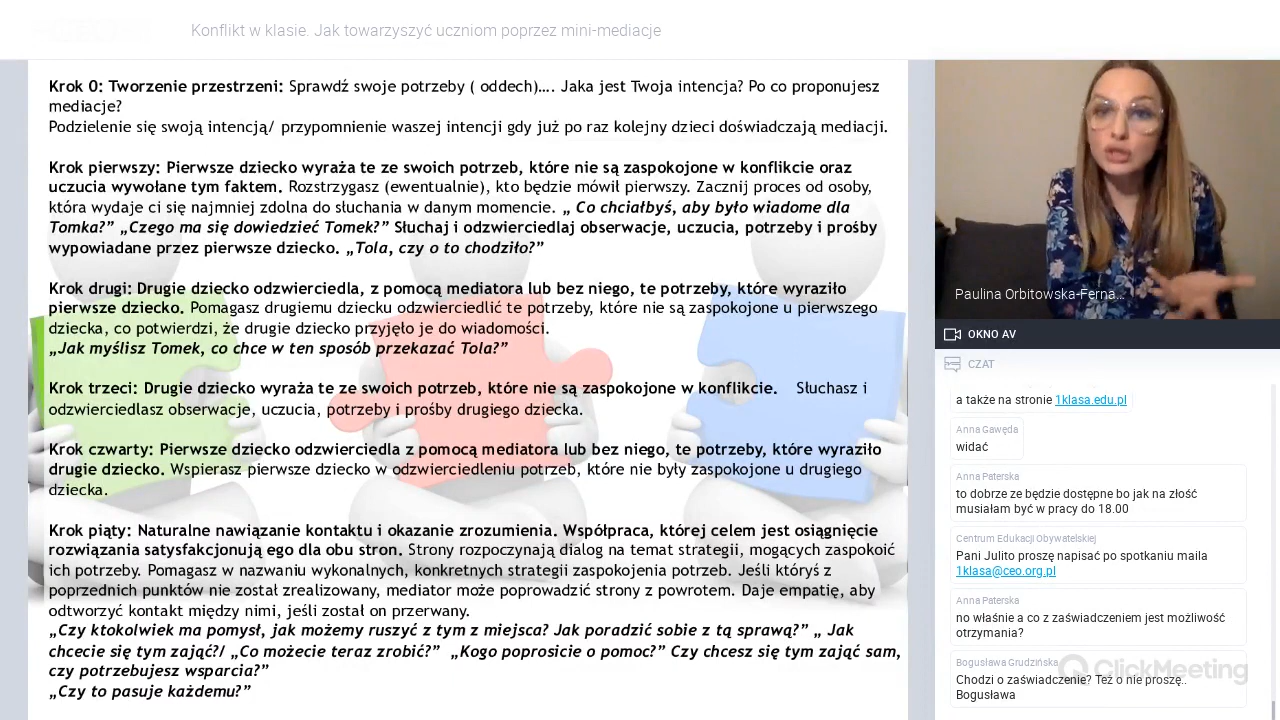 Konflikt w klasie. Jak towarzyszyć uczniom poprzez mini-mediacje
Krok 0: Tworzenie przestrzeni: Sprawdź swoje potrzeby ( oddech)…. Jaka jest Twoja intencja? Po co proponujesz
mediacje?
Podzielenie się swoją intencją/ przypomnienie waszej intencji gdy już po raz kolejny dzieci doświadczają mediacji.
Krok pierwszy: Pierwsze dziecko wyraża te ze swoich potrzeb, które nie są zaspokojone w konflikcie oraz
uczucia wywołane tym faktem. Rozstrzygasz (ewentualnie), kto będzie mówił pierwszy. Zacznij proces od osoby,
która wydaje ci się najmniej zdolna do słuchania w danym momencie. „ Co chciałbyś, aby było wiadome dla
Tomka?” „Czego ma się dowiedzieć Tomek?” Słuchaj i odzwierciedlaj obserwacje, uczucia, potrzeby i prośby
wypowiadane przez pierwsze dziecko. „Tola, czy o to chodziło?”
Krok drugi: Drugie dziecko odzwierciedla, z pomocą mediatora lub bez niego, te potrzeby, które wyraziło
pierwsze dziecko. Pomagasz drugiemu dziecku odzwierciedlić te potrzeby, które nie są zaspokojone u pierwszego
dziecka, co potwierdzi, że drugie dziecko przyjęło je do wiadomości.
„Jak myślisz Tomek, co chce w ten sposób przekazać Tola?”
Krok trzeci: Drugie dziecko wyraża te ze swoich potrzeb, które nie są zaspokojone w konflikcie. Słuchasz i
odzwierciedlasz obserwacje, uczucia, potrzeby i prośby drugiego dziecka.
Krok czwarty: Pierwsze dziecko odzwierciedla z pomocą mediatora lub bez niego, te potrzeby, które wyraziło
drugie dziecko. Wspierasz pierwsze dziecko w odzwierciedleniu potrzeb, które nie były zaspokojone u drugiego
dziecka.
Krok piąty: Naturalne nawiązanie kontaktu i okazanie zrozumienia. Współpraca, której celem jest osiągnięcie
rozwiązania satysfakcjonują ego dla obu stron. Strony rozpoczynają dialog na temat strategii, mogących zaspokoić
ich potrzeby. Pomagasz w nazwaniu wykonalnych, konkretnych strategii zaspokojenia potrzeb. Jeśli któryś z
poprzednich punktów nie został zrealizowany, mediator może poprowadzić strony z powrotem. Daje empatię, aby
odtworzyć kontakt między nimi, jeśli został on przerwany.
„Czy ktokolwiek ma pomysł, jak możemy ruszyć z tym z miejsca? Jak poradzić sobie z tą sprawą?” „ Jak
chcecie się tym zająć?/ „Co możecie teraz zrobić?” „Kogo poprosicie o pomoc?” Czy chcesz się tym zająć sam,
czy potrzebujesz wsparcia?”
„Czy to pasuje każdemu?”
Paulina Orbitowska-Ferna...
OKNO AV
CZAT
a także na stronie 1klasa.edu.pl
Anna Gawęda
widać
Anna Paterska
to dobrze ze będzie dostępne bo jak na złość
musiałam być w pracy do 18.00
Centrum Edukacji Obywatelskiej
Pani Julito proszę napisać po spotkaniu maila
1klasa@ceo.org.pl
Anna Paterska
no właśnie a co z zaświadczeniem jest możliwość
otrzymania?
Bogusława Grudzińska
Chodzi o zaświadczenie? Też o nie proszę..
Bogusława
ClickMeeting